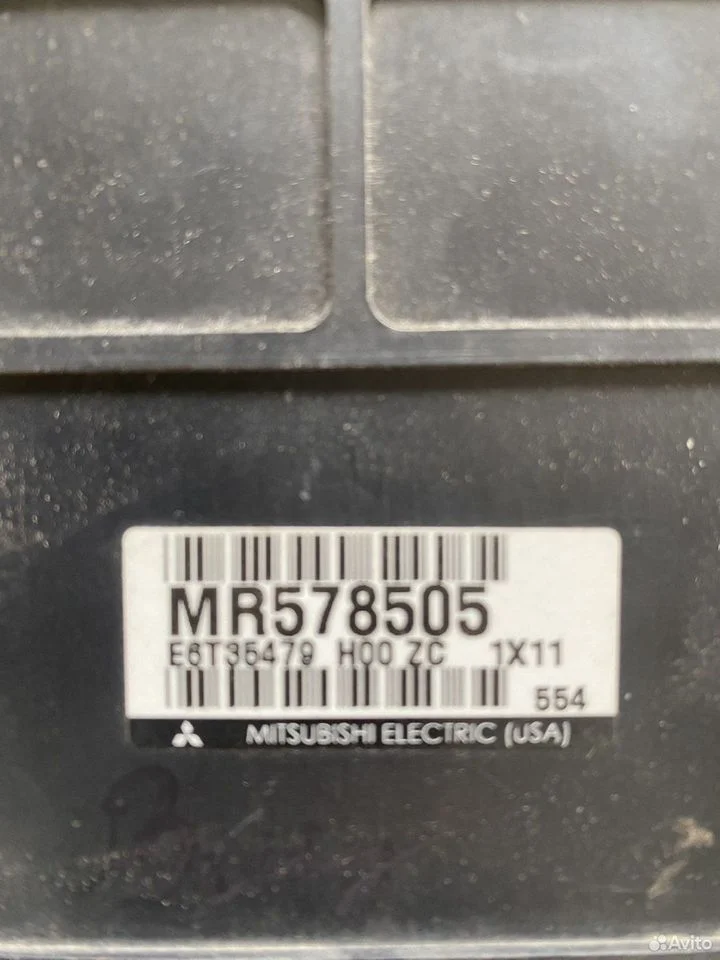 MR578505
E6T35479 H00 ZC 1X11
554
MITSUBISHI ELECTRIC (USA)
Avito